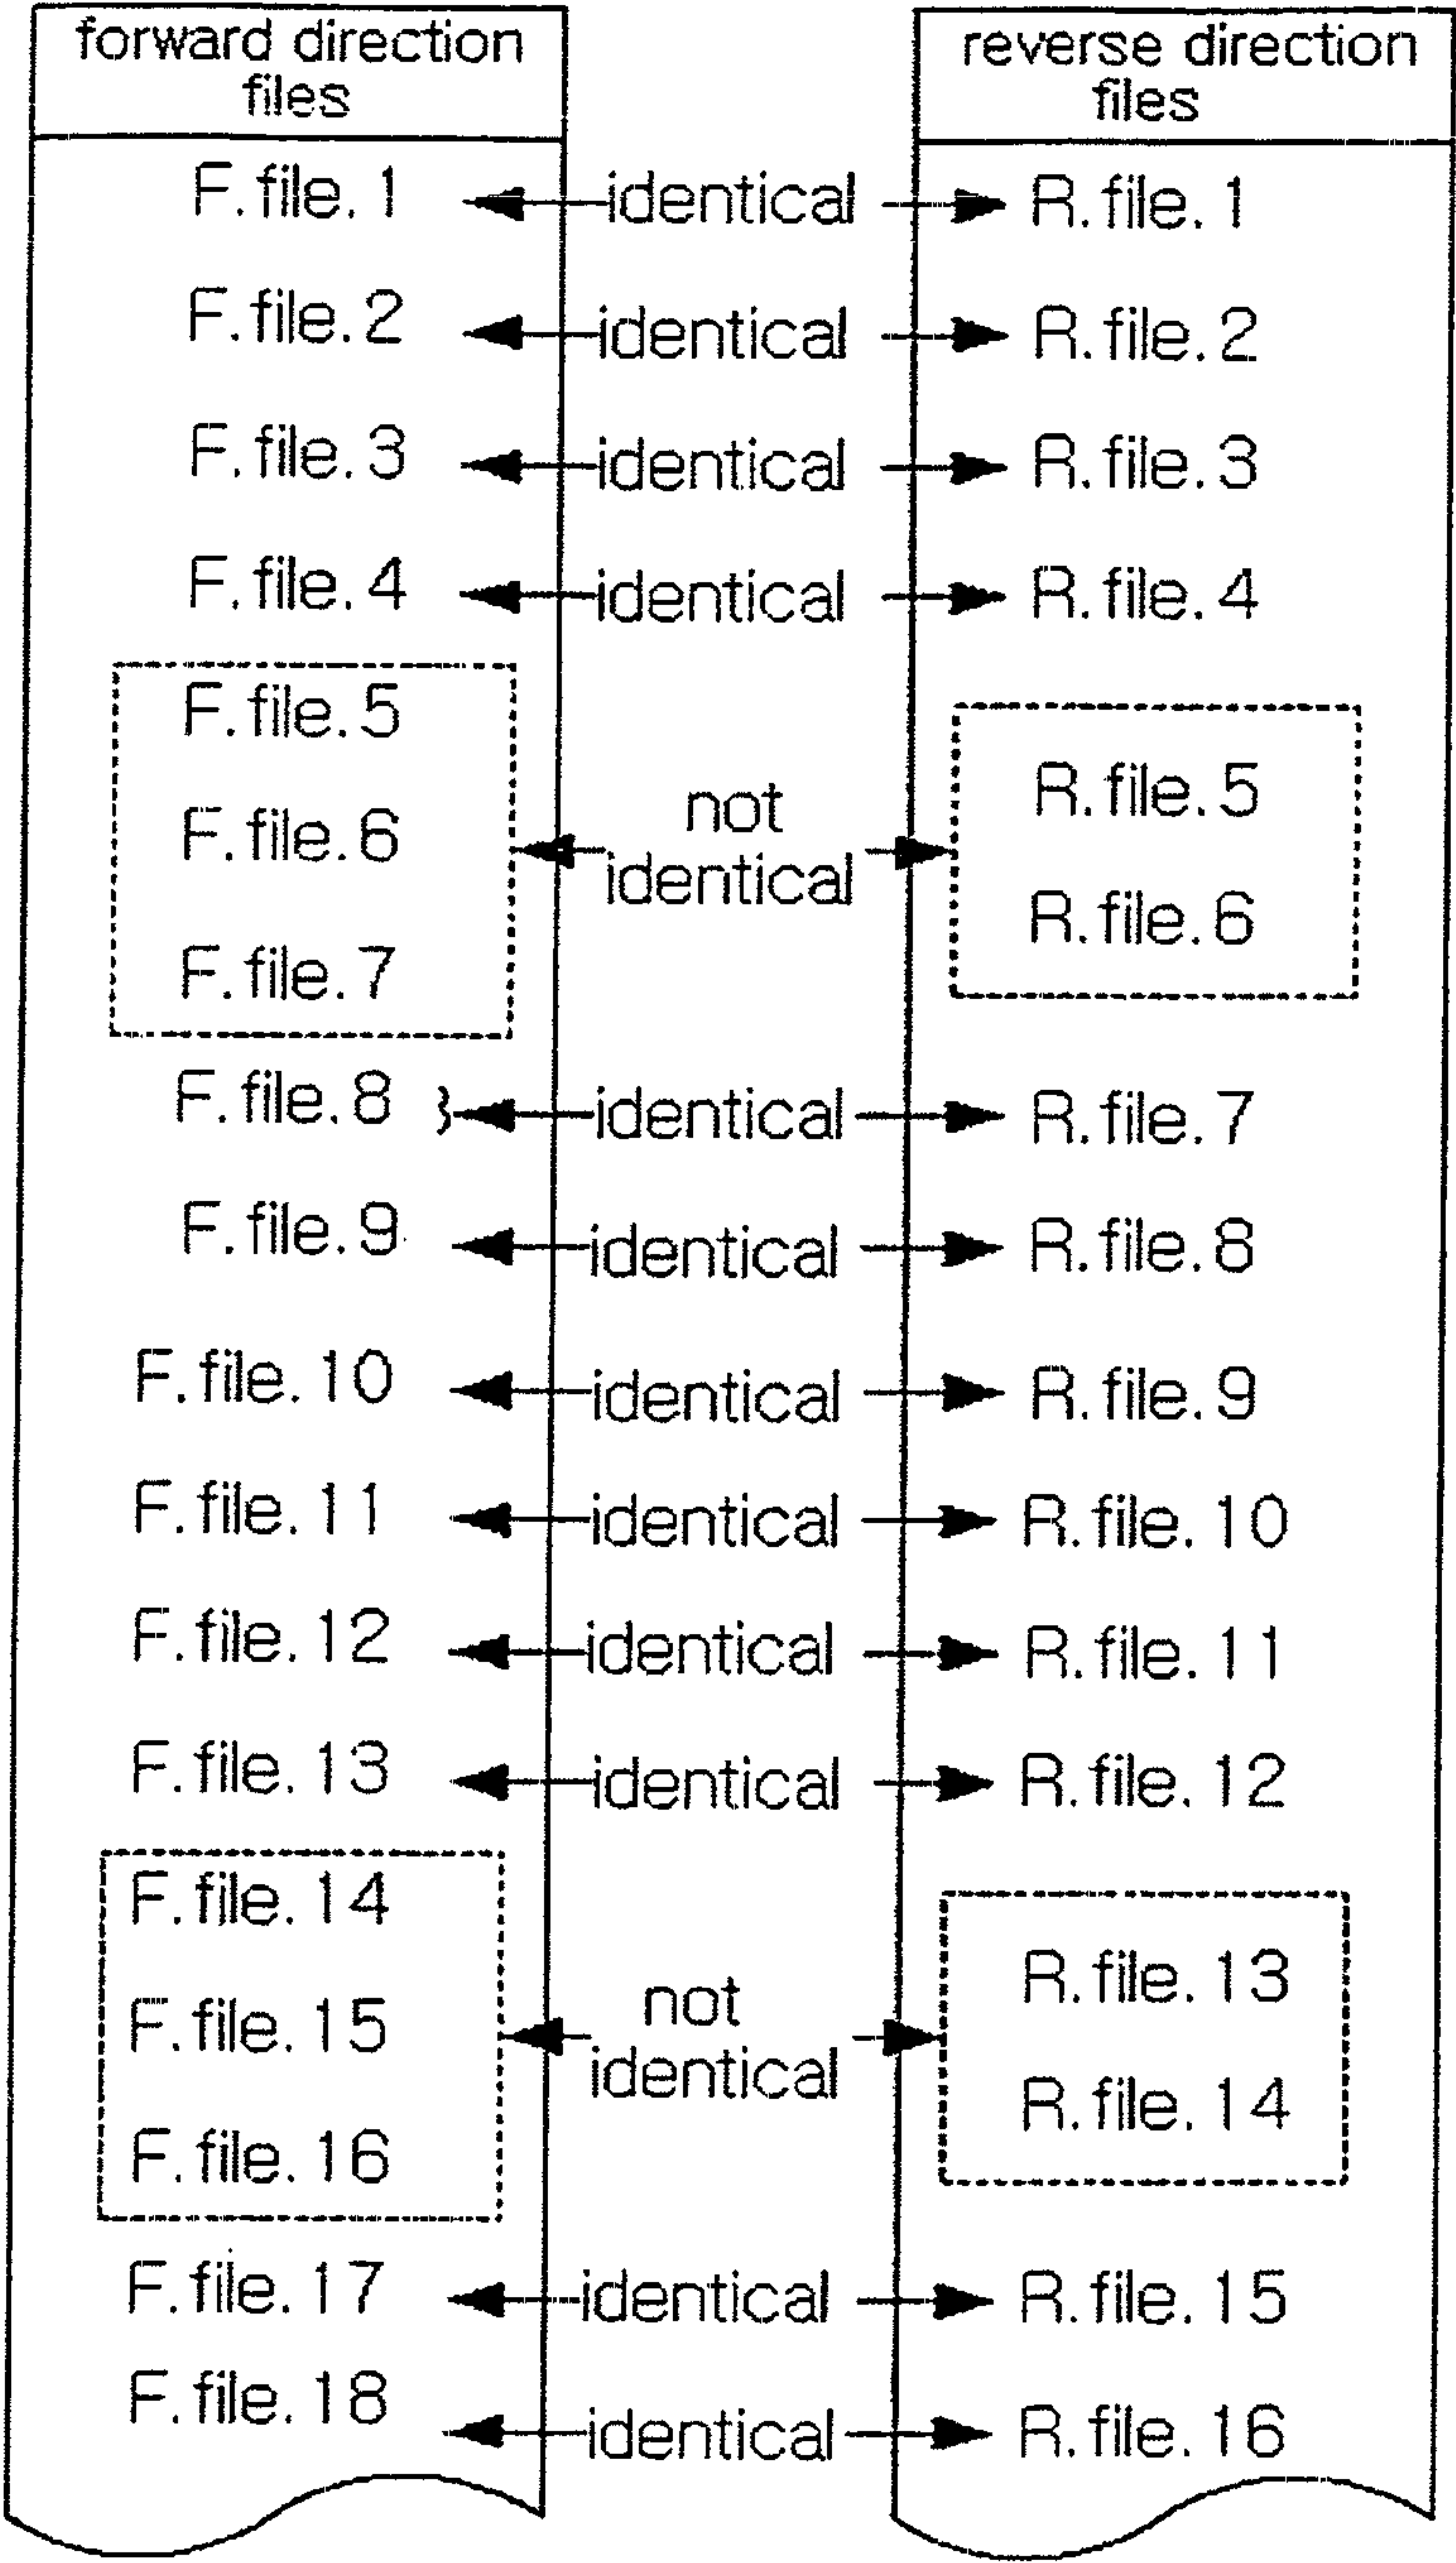 forward direction
files
reverse direction
files
F.file.1 identical R.file.1
F.file.2 identical R.file.2
F.file.3 identical R.file.3
F.file.4 identical R.file.4
F.file.5
F.file.6
F.file.7
not
identical
R.file.5
R.file.6
F.file.8 identical R.file.7
F.file.9 identical R.file.8
F.file.10 identical R.file.9
F.file.11 identical R.file.10
F.file.12 identical R.file.11
F.file.13 identical R.file.12
F.file.14
F.file.15
F.file.16
not
identical
R.file.13
R.file.14
F.file.17 identical R.file.15
F.file.18 identical R.file.16